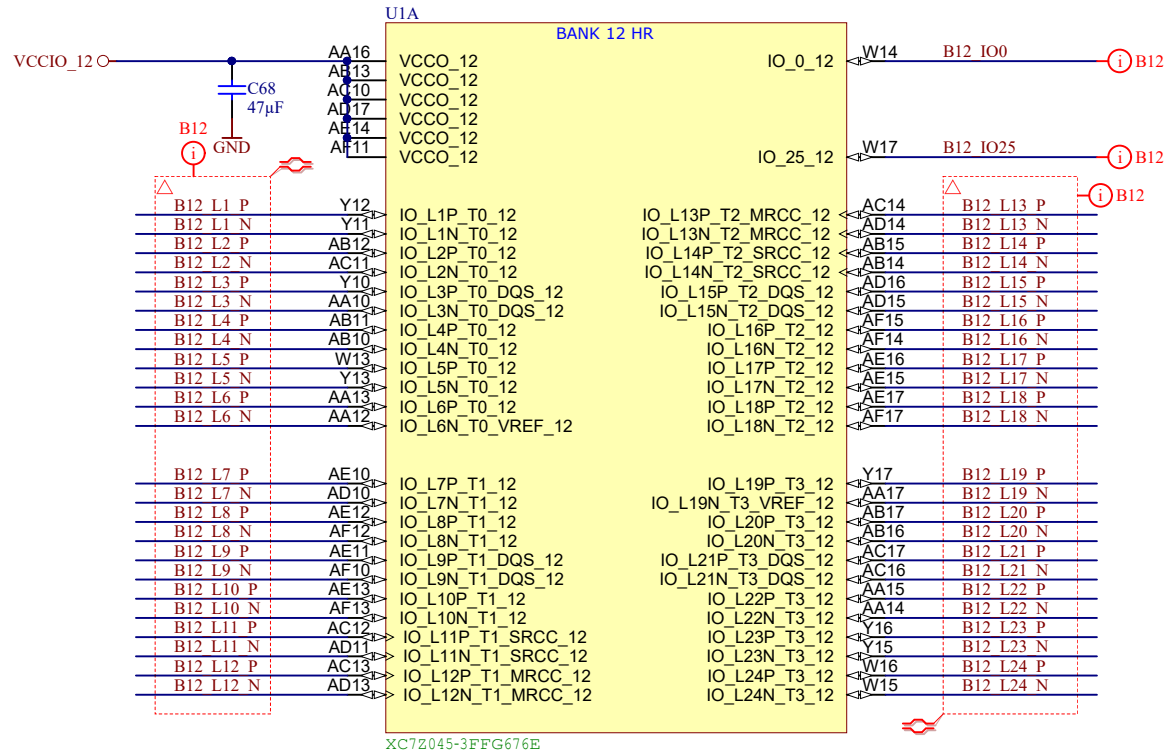 U1A
BANK 12 HR
VCCIO_12
C68
47µF
GND
B12
AA16 VCCO_12
AB13 VCCO_12
AC10 VCCO_12
AD17 VCCO_12
AE14 VCCO_12
AF11 VCCO_12
IO_0_12 W14 B12_IO0 B12
IO_25_12 W17 B12_IO25 B12
B12
B12_L1_P Y12 IO_L1P_T0_12
B12_L1_N Y11 IO_L1N_T0_12
B12_L2_P AB12 IO_L2P_T0_12
B12_L2_N AC11 IO_L2N_T0_12
B12_L3_P Y10 IO_L3P_T0_DQS_12
B12_L3_N AA10 IO_L3N_T0_DQS_12
B12_L4_P AB11 IO_L4P_T0_12
B12_L4_N AB10 IO_L4N_T0_12
B12_L5_P W13 IO_L5P_T0_12
B12_L5_N Y13 IO_L5N_T0_12
B12_L6_P AA13 IO_L6P_T0_12
B12_L6_N AA12 IO_L6N_T0_VREF_12
B12_L7_P AE10 IO_L7P_T1_12
B12_L7_N AD10 IO_L7N_T1_12
B12_L8_P AE12 IO_L8P_T1_12
B12_L8_N AF12 IO_L8N_T1_12
B12_L9_P AE11 IO_L9P_T1_DQS_12
B12_L9_N AF10 IO_L9N_T1_DQS_12
B12_L10_P AE13 IO_L10P_T1_12
B12_L10_N AF13 IO_L10N_T1_12
B12_L11_P AC12 IO_L11P_T1_SRCC_12
B12_L11_N AD11 IO_L11N_T1_SRCC_12
B12_L12_P AC13 IO_L12P_T1_MRCC_12
B12_L12_N AD13 IO_L12N_T1_MRCC_12
IO_L13P_T2_MRCC_12 AC14 B12_L13_P
IO_L13N_T2_MRCC_12 AD14 B12_L13_N
IO_L14P_T2_SRCC_12 AB15 B12_L14_P
IO_L14N_T2_SRCC_12 AB14 B12_L14_N
IO_L15P_T2_DQS_12 AD16 B12_L15_P
IO_L15N_T2_DQS_12 AD15 B12_L15_N
IO_L16P_T2_12 AF15 B12_L16_P
IO_L16N_T2_12 AF14 B12_L16_N
IO_L17P_T2_12 AE16 B12_L17_P
IO_L17N_T2_12 AE15 B12_L17_N
IO_L18P_T2_12 AE17 B12_L18_P
IO_L18N_T2_12 AF17 B12_L18_N
IO_L19P_T3_12 Y17 B12_L19_P
IO_L19N_T3_VREF_12 AA17 B12_L19_N
IO_L20P_T3_12 AB17 B12_L20_P
IO_L20N_T3_12 AB16 B12_L20_N
IO_L21P_T3_DQS_12 AC17 B12_L21_P
IO_L21N_T3_DQS_12 AC16 B12_L21_N
IO_L22P_T3_12 AA15 B12_L22_P
IO_L22N_T3_12 AA14 B12_L22_N
IO_L23P_T3_12 Y16 B12_L23_P
IO_L23N_T3_12 Y15 B12_L23_N
IO_L24P_T3_12 W16 B12_L24_P
IO_L24N_T3_12 W15 B12_L24_N
XC7Z045-3FFG676E